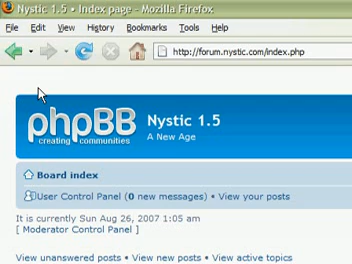 Nystic 1.5 • Index page - Mozilla Firefox
File Edit View History Bookmarks Tools Help
http://forum.nystic.com/index.php
phpBB
creating communities
Nystic 1.5
A New Age
Board index
User Control Panel (0 new messages) • View your posts
It is currently Sun Aug 26, 2007 1:05 am
[ Moderator Control Panel ]
View unanswered posts • View new posts • View active topics